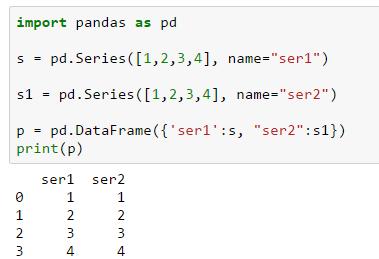 import pandas as pd
s = pd.Series([1,2,3,4], name="ser1")
s1 = pd.Series([1,2,3,4], name="ser2")
p = pd.DataFrame({'ser1':s, "ser2":s1})
print(p)
ser1 ser2
0 1 1
1 2 2
2 3 3
3 4 4